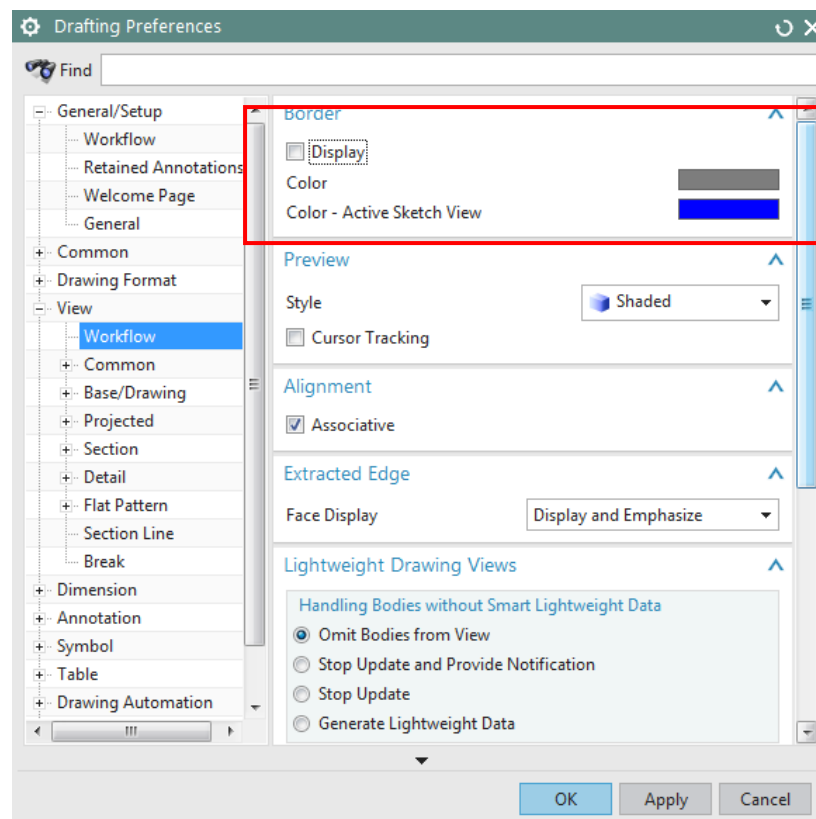 Drafting Preferences
Find
General/Setup
Workflow
Retained Annotations
Welcome Page
General
Common
Drawing Format
View
Workflow
Common
Base/Drawing
Projected
Section
Detail
Flat Pattern
Section Line
Break
Dimension
Annotation
Symbol
Table
Drawing Automation
Border
Display
Color
Color - Active Sketch View
Preview
Style Shaded
Cursor Tracking
Alignment
Associative
Extracted Edge
Face Display Display and Emphasize
Lightweight Drawing Views
Handling Bodies without Smart Lightweight Data
Omit Bodies from View
Stop Update and Provide Notification
Stop Update
Generate Lightweight Data
OK Apply Cancel